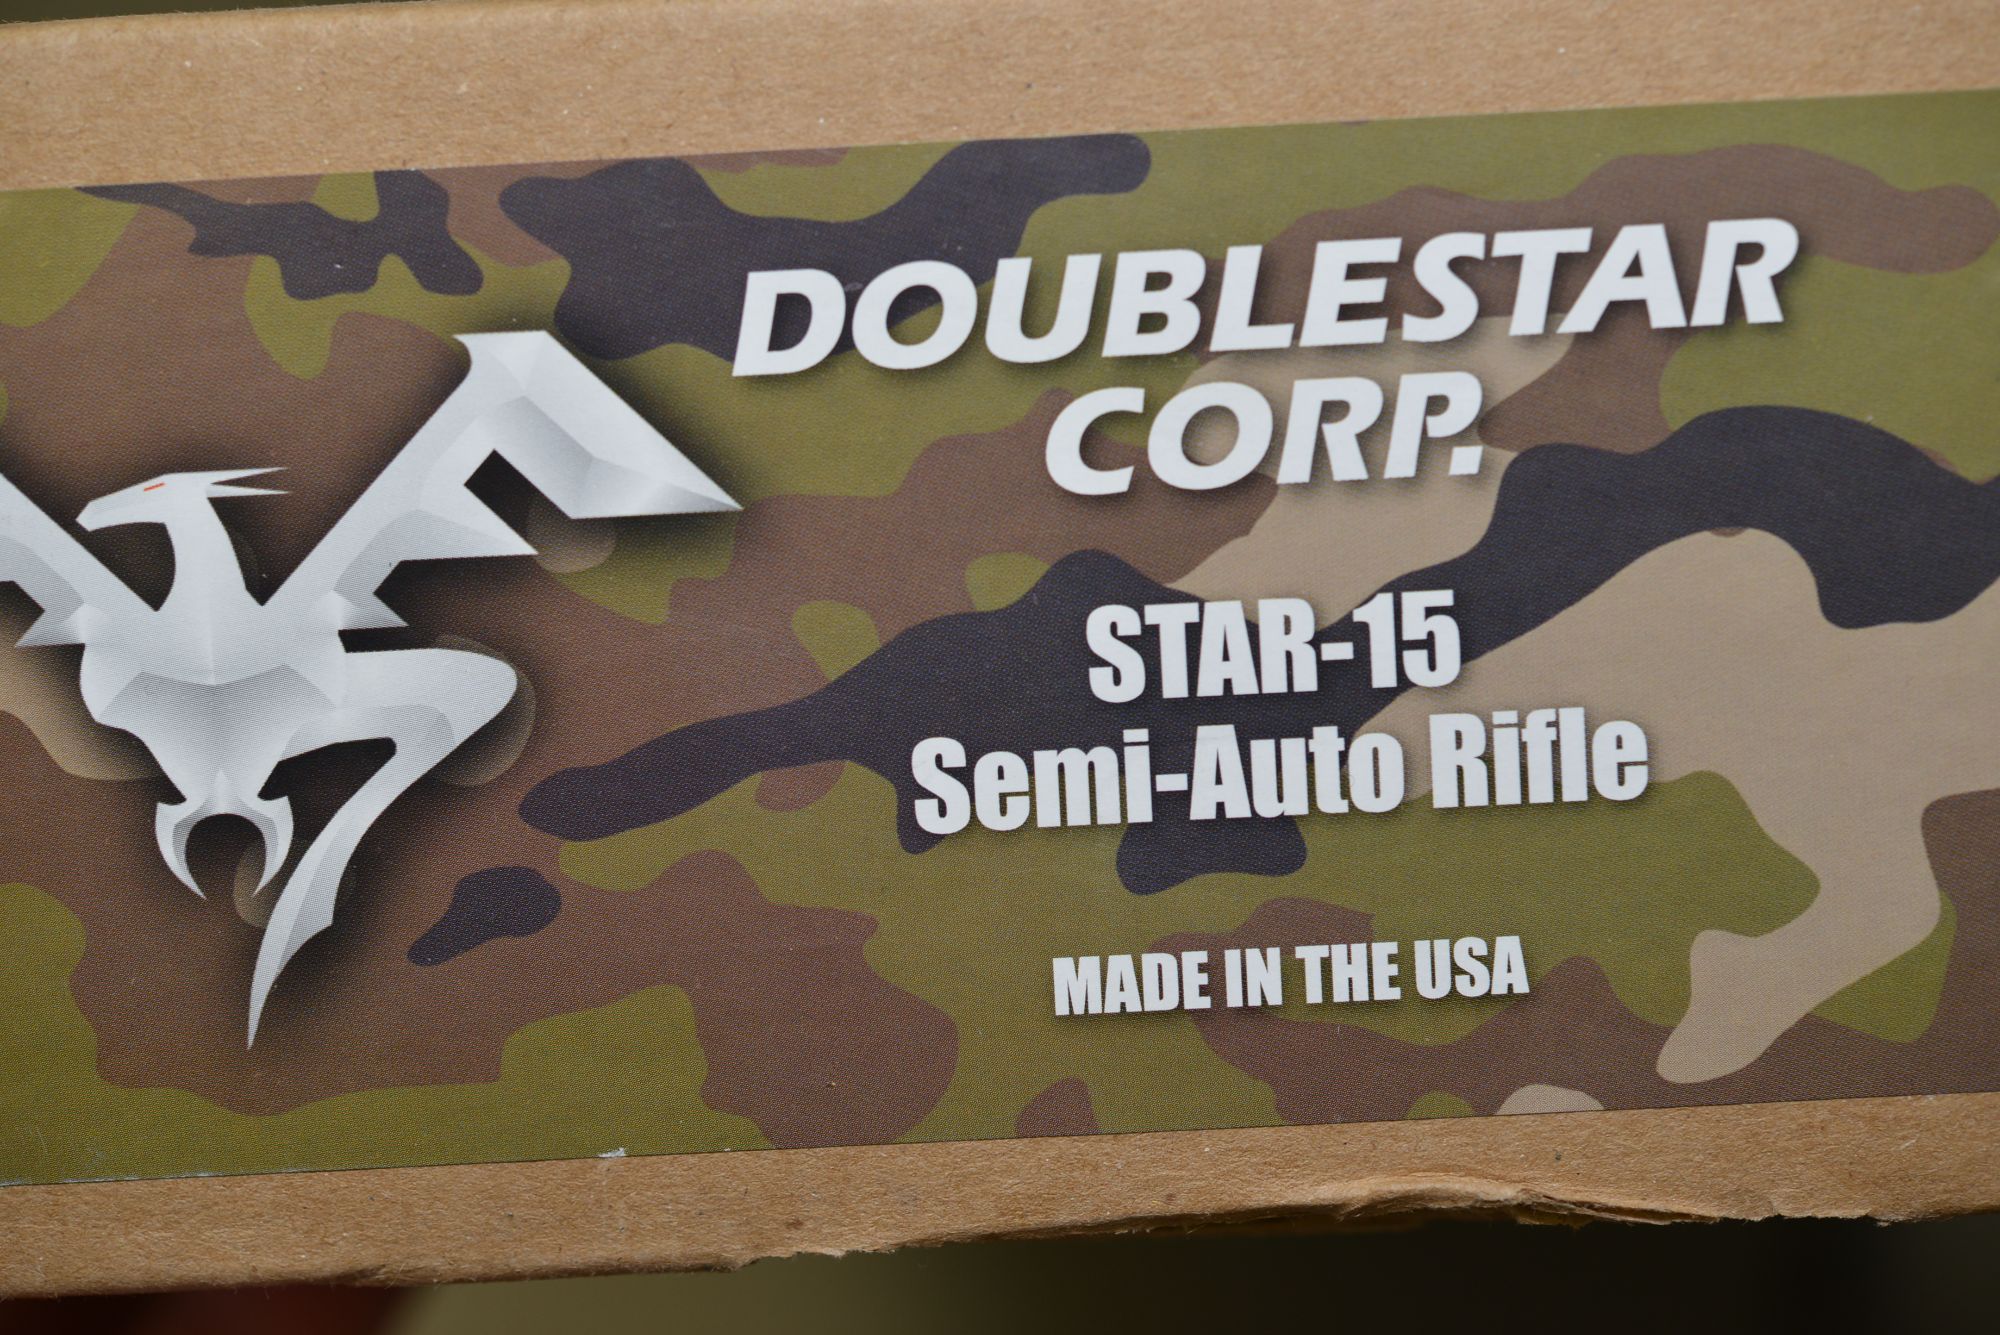 DOUBLESTAR
CORP.
STAR-15
Semi-Auto Rifle
MADE IN THE USA